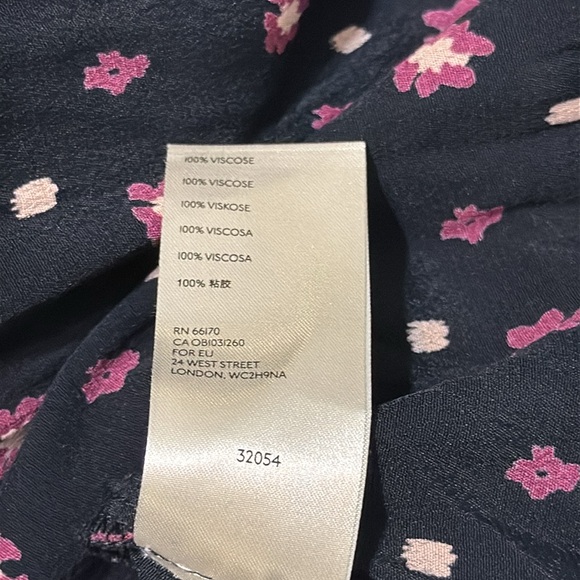 100% VISCOSE
100% VISCOSE
100% VISKOSE
100% VISCOSA
100% VISCOSA
100% 粘胶
RN 66170
CA OB1031260
FOR EU
24 WEST STREET
LONDON, WC2H9NA
32054